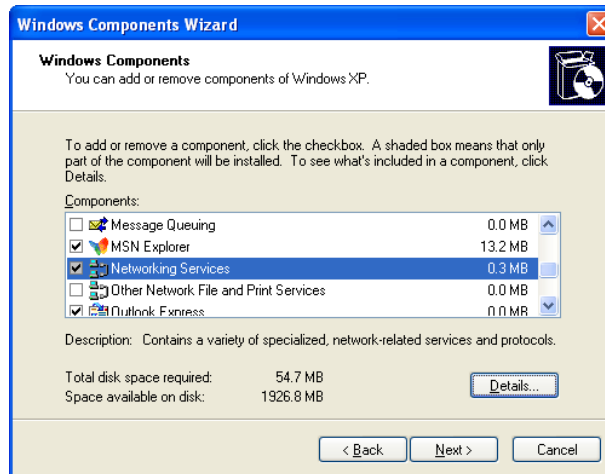 Windows Components Wizard
Windows Components
You can add or remove components of Windows XP.
To add or remove a component, click the checkbox. A shaded box means that only
part of the component will be installed. To see what's included in a component, click
Details.
Components:
Message Queuing 0.0 MB
MSN Explorer 13.2 MB
Networking Services 0.3 MB
Other Network File and Print Services 0.0 MB
Outlook Express 0.0 MB
Description: Contains a variety of specialized, network-related services and protocols.
Total disk space required: 54.7 MB
Space available on disk: 1926.8 MB
Details...
< Back Next > Cancel